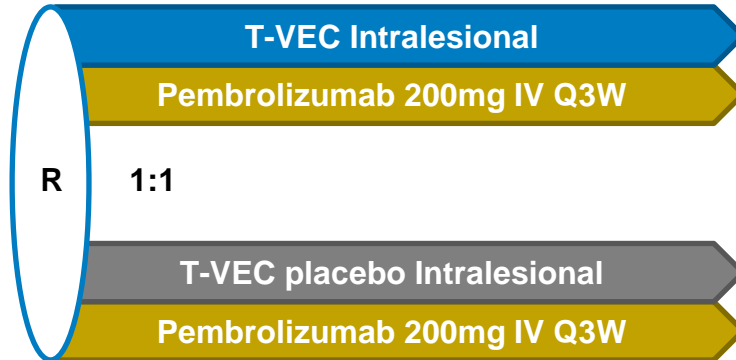 T-VEC Intralesional
Pembrolizumab 200mg IV Q3W
R 1:1
T-VEC placebo Intralesional
Pembrolizumab 200mg IV Q3W